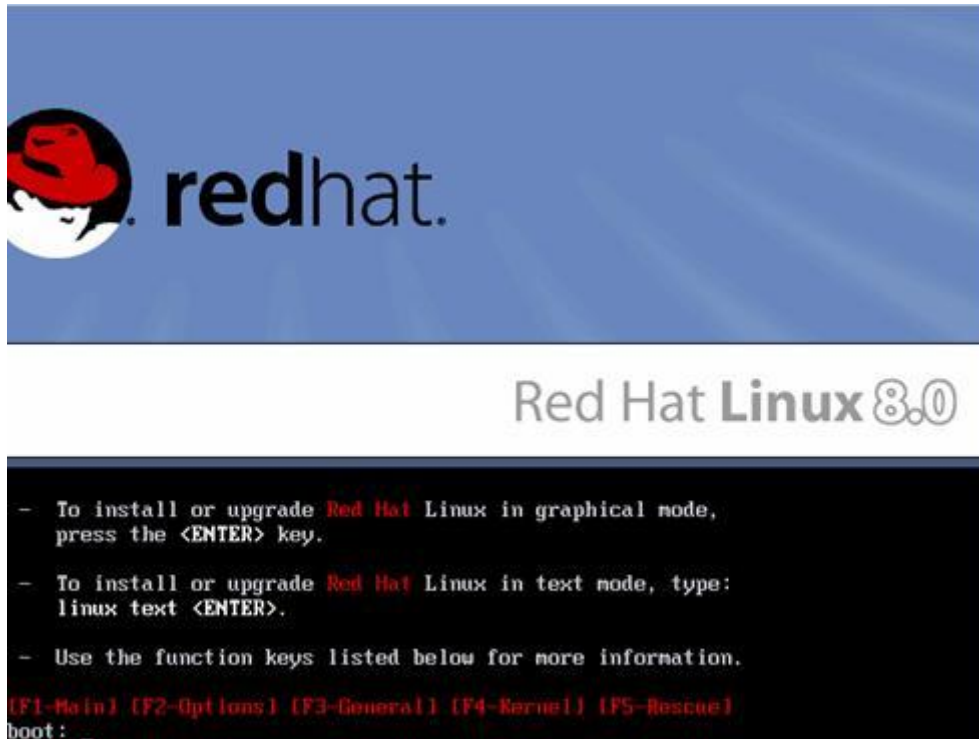 redhat.
Red Hat Linux 8.0
- To install or upgrade Red Hat Linux in graphical mode,
press the <ENTER> key.
- To install or upgrade Red Hat Linux in text mode, type:
linux text <ENTER>.
- Use the function keys listed below for more information.
[F1-Main] [F2-Options] [F3-General] [F4-Kernel] [F5-Rescue]
boot: _